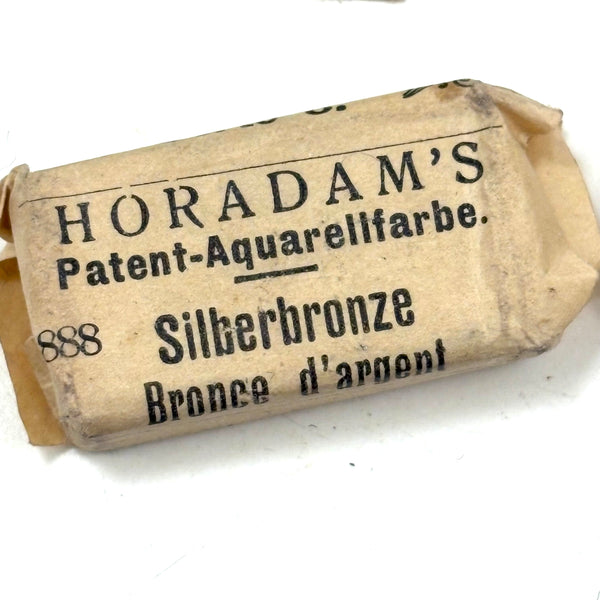 HORADAM'S
Patent-Aquarellfarbe.
888 Silberbronze
Bronce d'argent